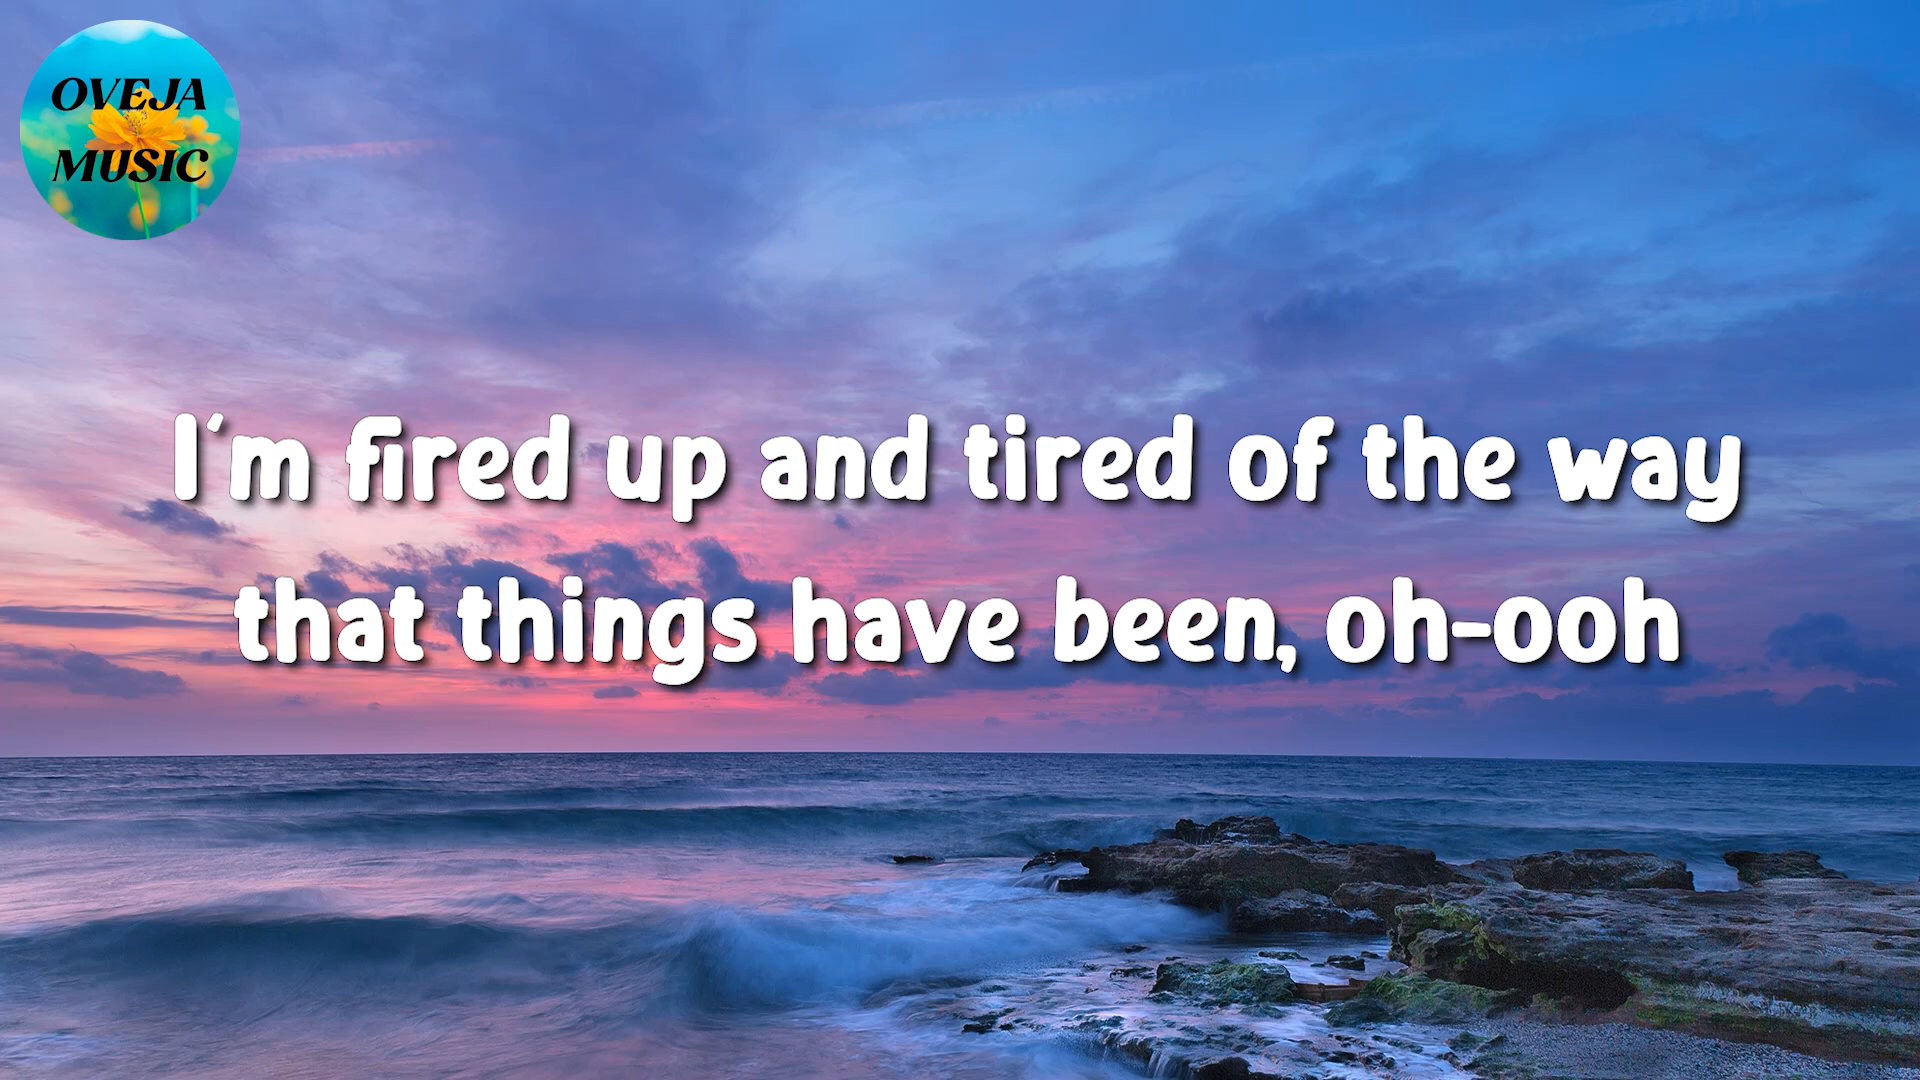 OVEJA
MUSIC
I'm fired up and tired of the way
that things have been, oh-ooh